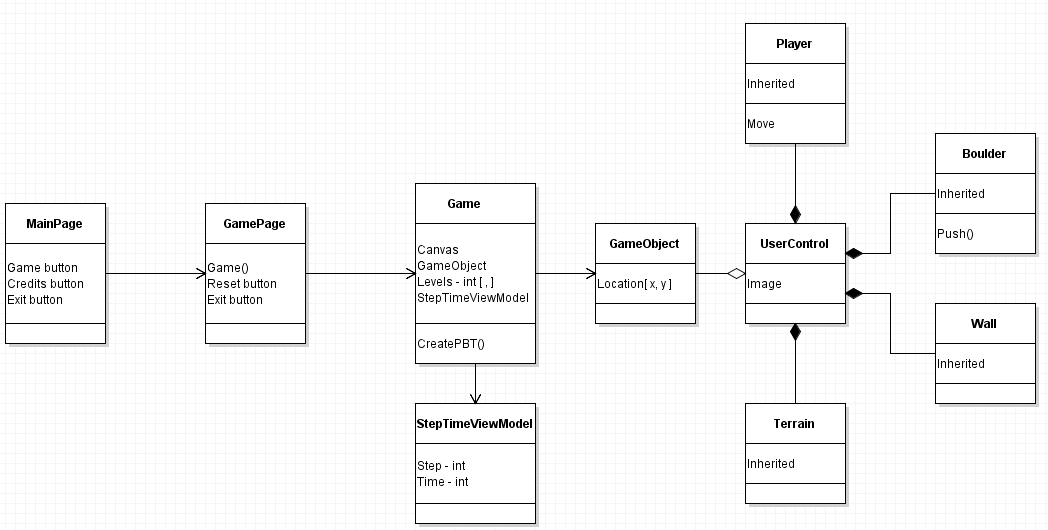 MainPage
Game button
Credits button
Exit button
GamePage
Game()
Reset button
Exit button
Game
Canvas
GameObject
Levels - int [ , ]
StepTimeViewModel
CreatePBT()
StepTimeViewModel
Step - int
Time - int
GameObject
Location[ x, y ]
UserControl
Image
Player
Inherited
Move
Boulder
Inherited
Push()
Wall
Inherited
Terrain
Inherited